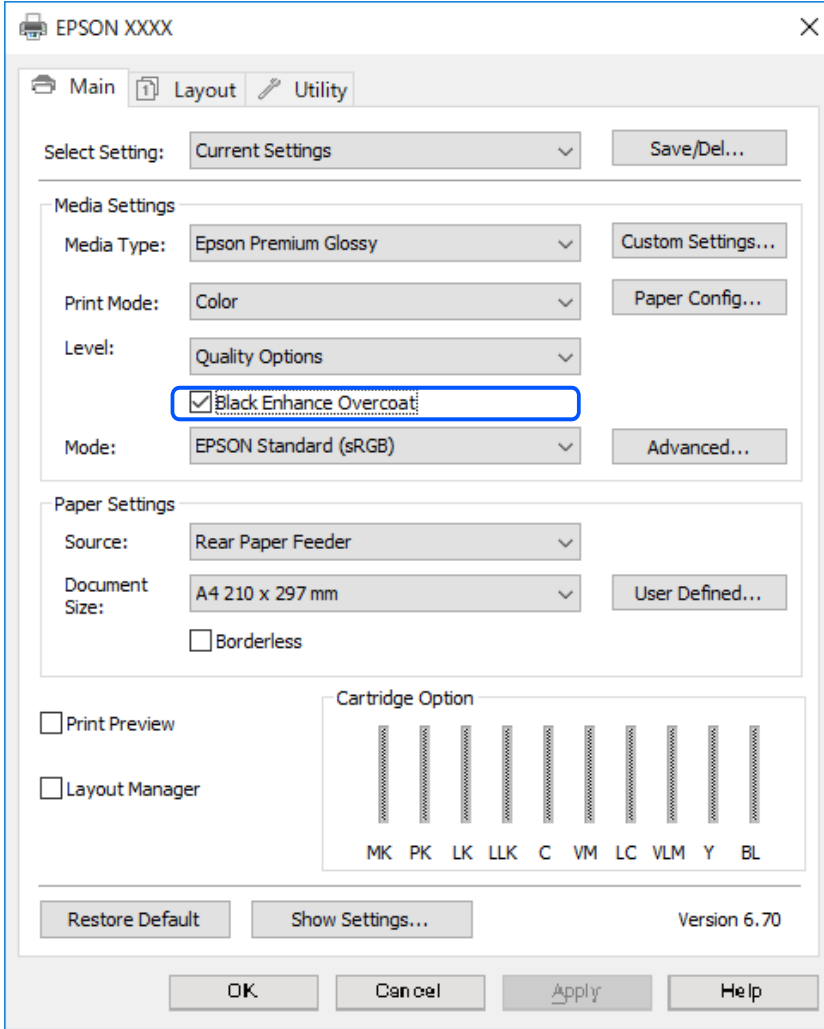 EPSON XXXX
Main Layout Utility
Select Setting: Current Settings Save/Del...
Media Settings
Media Type: Epson Premium Glossy Custom Settings...
Print Mode: Color Paper Config...
Level: Quality Options
Black Enhance Overcoat
Mode: EPSON Standard (sRGB) Advanced...
Paper Settings
Source: Rear Paper Feeder
Document
Size: A4 210 x 297 mm User Defined...
Borderless
Cartridge Option
Print Preview
Layout Manager
MK PK LK LLK C VM LC VLM Y BL
Restore Default Show Settings... Version 6.70
OK Cancel Apply Help